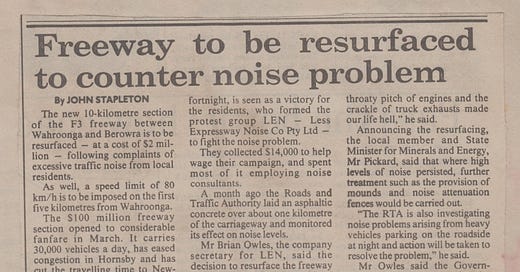 Freeway to be resurfaced
to counter noise problem
By JOHN STAPLETON
The new 10-kilometre section
of the F3 freeway between
Wahroonga and Berowra is to be
resurfaced — at a cost of $2 mil-
lion — following complaints of
excessive traffic noise from local
residents.
As well, a speed limit of 80
km/h is to be imposed on the first
five kilometres from Wahroonga.
The $100 million freeway
section opened to considerable
fanfare in March. It carries
30,000 vehicles a day, has eased
congestion in Hornsby and has
cut the travelling time to New-
fortnight, is seen as a victory for
the residents, who formed the
protest group LEN — Less
Expressway Noise Co Pty Ltd —
to fight the noise problem.
They collected $14,000 to help
wage their campaign, and spent
most of it employing noise
consultants.
A month ago the Roads and
Traffic Authority laid an asphaltic
concrete over about one kilometre
of the carriageway and monitored
its effect on noise levels.
Mr Brian Owles, the company
secretary for LEN, said the
decision to resurface the freeway
throaty pitch of engines and the
crackle of truck exhausts made
our life hell," he said.
Announcing the resurfacing,
the local member and State
Minister for Minerals and Energy,
Mr Pickard, said that where high
levels of noise persisted, further
treatment such as the provision of
mounds and noise attenuation
fences would be carried out.
"The RTA is also investigating
noise problems arising from heavy
vehicles parking on the roadside
at night and action will be taken to
resolve the problem," he said.
Mr Owles said the Govern-